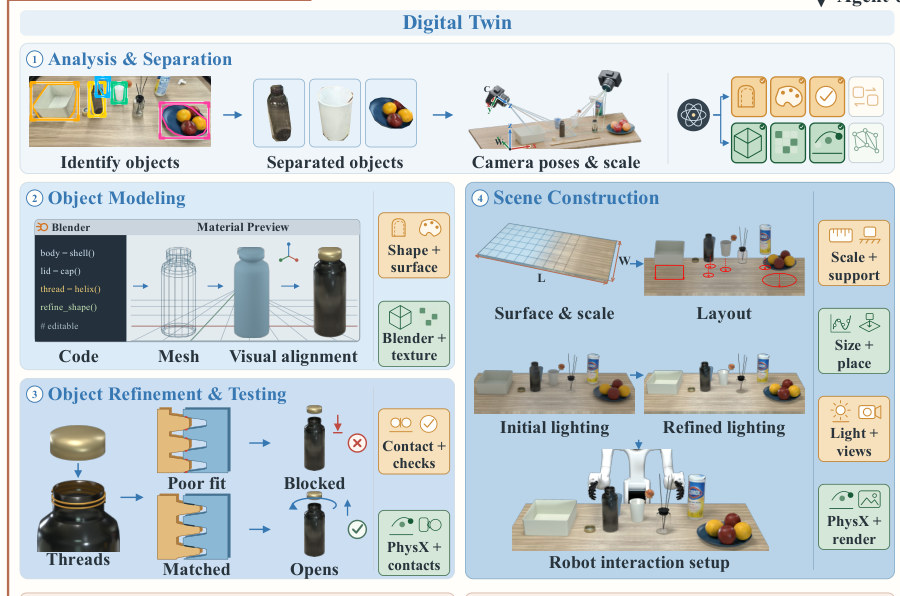 Digital Twin
1 Analysis & Separation
Identify objects
Separated objects
Camera poses & scale
2 Object Modeling
Blender
Material Preview
body = shell()
lid = cap()
thread = helix()
refine_shape()
# editable
Code
Mesh
Visual alignment
Shape +
surface
Blender +
texture
3 Object Refinement & Testing
Poor fit
Blocked
Threads
Matched
Opens
Contact +
checks
PhysX +
contacts
4 Scene Construction
L
W
Surface & scale
Layout
Initial lighting
Refined lighting
Robot interaction setup
Scale +
support
Size +
place
Light +
views
PhysX +
render